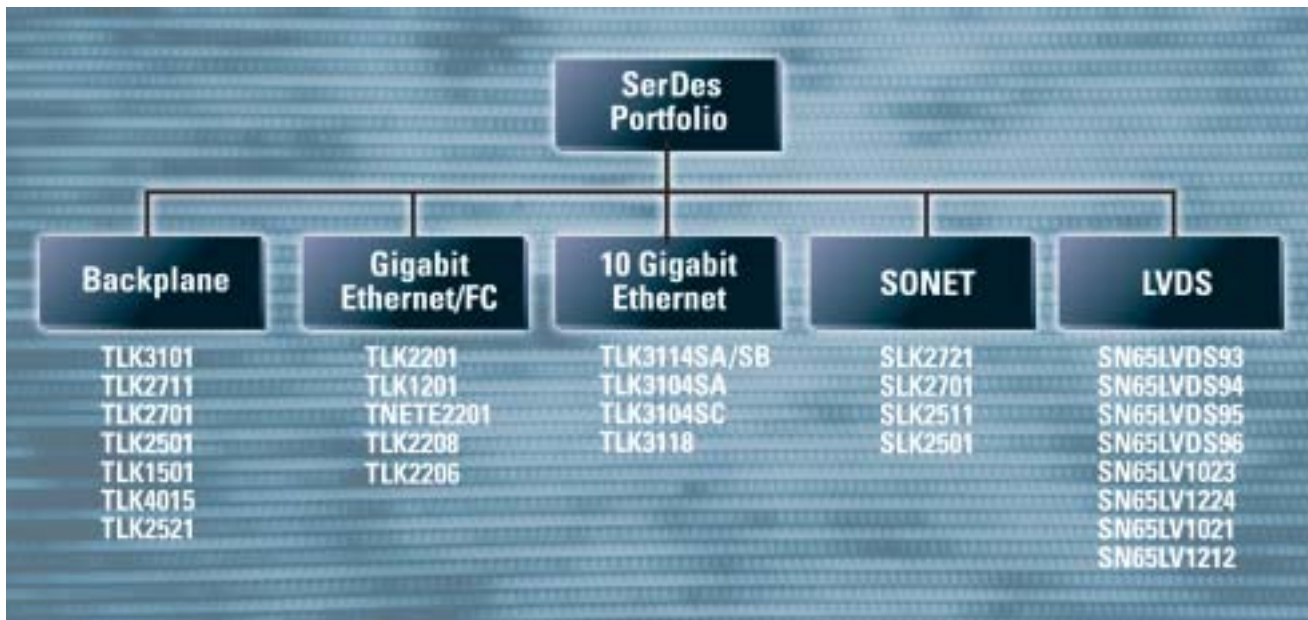 SerDes
Portfolio
Backplane
Gigabit
Ethernet/FC
10 Gigabit
Ethernet
SONET
LVDS
TLK3101
TLK2711
TLK2701
TLK2501
TLK1501
TLK4015
TLK2521
TLK2201
TLK1201
TNETE2201
TLK2208
TLK2206
TLK3114SA/SB
TLK3104SA
TLK3104SC
TLK3118
SLK2721
SLK2701
SLK2511
SLK2501
SN65LVDS93
SN65LVDS94
SN65LVDS95
SN65LVDS96
SN65LV1023
SN65LV1224
SN65LV1021
SN65LV1212